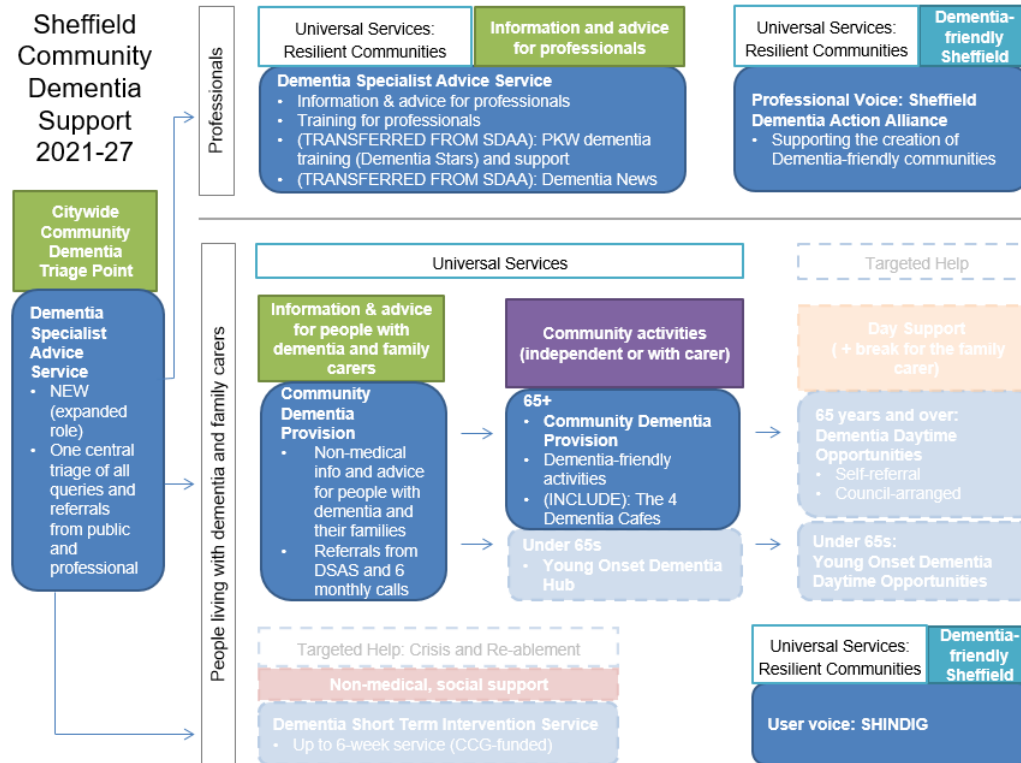 Sheffield
Community
Dementia
Support
2021-27
Citywide
Community
Dementia
Triage Point
Dementia
Specialist
Advice
Service
• NEW
(expanded
role)
• One central
triage of all
queries and
referrals
from public
and
professional
Professionals
Universal Services:
Resilient Communities
Information and advice
for professionals
Dementia Specialist Advice Service
• Information & advice for professionals
• Training for professionals
• (TRANSFERRED FROM SDAA): PKW dementia
training (Dementia Stars) and support
• (TRANSFERRED FROM SDAA): Dementia News
Universal Services:
Resilient Communities
Dementia-
friendly
Sheffield
Professional Voice: Sheffield
Dementia Action Alliance
• Supporting the creation of
Dementia-friendly communities
People living with dementia and family carers
Universal Services
Information & advice
for people with
dementia and family
carers
Community
Dementia
Provision
• Non-medical
info and advice
for people with
dementia and
their families
• Referrals from
DSAS and 6
monthly calls
Community activities
(independent or with carer)
65+
• Community Dementia
Provision
• Dementia-friendly
activities
• (INCLUDE): The 4
Dementia Cafes
Under 65s
• Young Onset Dementia
Hub
Targeted Help
Day Support
( + break for the family
carer)
65 years and over:
Dementia Daytime
Opportunities
• Self-referral
• Council-arranged
Under 65s:
Young Onset Dementia
Daytime Opportunities
Targeted Help: Crisis and Re-ablement
Non-medical, social support
Dementia Short Term Intervention Service
• Up to 6-week service (CCG-funded)
Universal Services:
Resilient Communities
Dementia-
friendly
Sheffield
User voice: SHINDIG